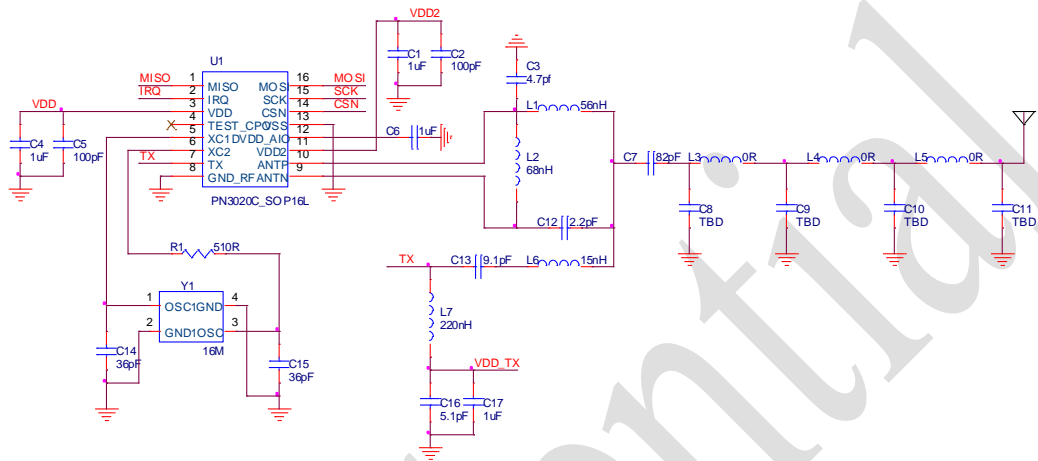 VDD2
U1
C1
1uF
C2
100pF
C3
4.7pf
MISO 1 MISO MOSI 16 MOSI
IRQ 2 IRQ SCK 15 SCK
VDD 3 VDD CSN 14 CSN
4 TEST_CPO VSS 13
5 XC1 DVDD_AIO 12
6 XC2 VDD2 11
TX 7 TX ANTP 10
8 GND_RF ANTN 9
PN3020C_SOP16L
C4
1uF
C5
100pF
C6 1uF
L1 56nH
L2
68nH
C7 82pF
L3 0R
L4 0R
L5 0R
C8
TBD
C9
TBD
C10
TBD
C11
TBD
C12 2.2pF
R1 510R
TX
C13 9.1pF
L6 15nH
Y1
1 OSC1 GND 4
2 GND1 OSC 3
16M
L7
220nH
C14
36pF
C15
36pF
VDD_TX
C16
5.1pF
C17
1uF